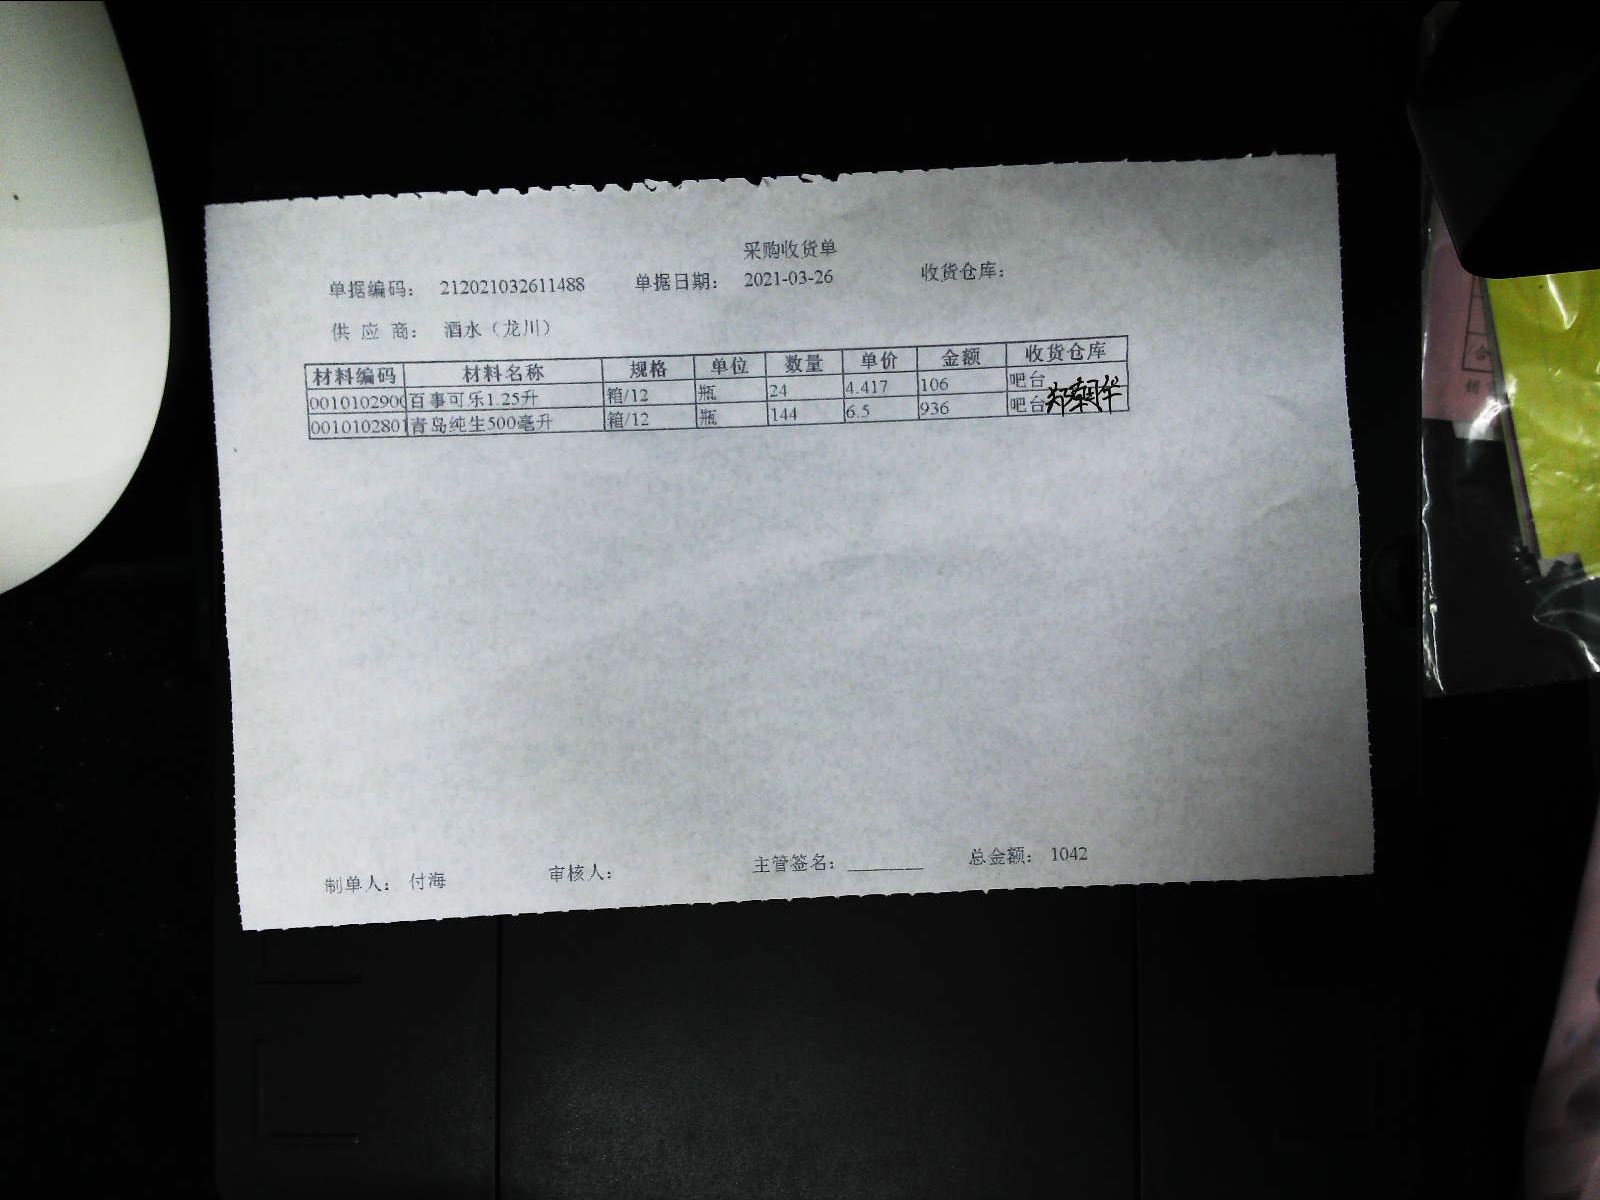 采购收货单
单据编码： 212021032611488 单据日期： 2021-03-26 收货仓库：
供 应 商： 酒水（龙川）
材料编码 材料名称 规格 单位 数量 单价 金额 收货仓库
0010102900 百事可乐1.25升 箱/12 瓶 24 4.417 106 吧台
0010102801 青岛纯生500毫升 箱/12 瓶 144 6.5 936 吧台
制单人： 付海 审核人： 主管签名：________ 总金额： 1042